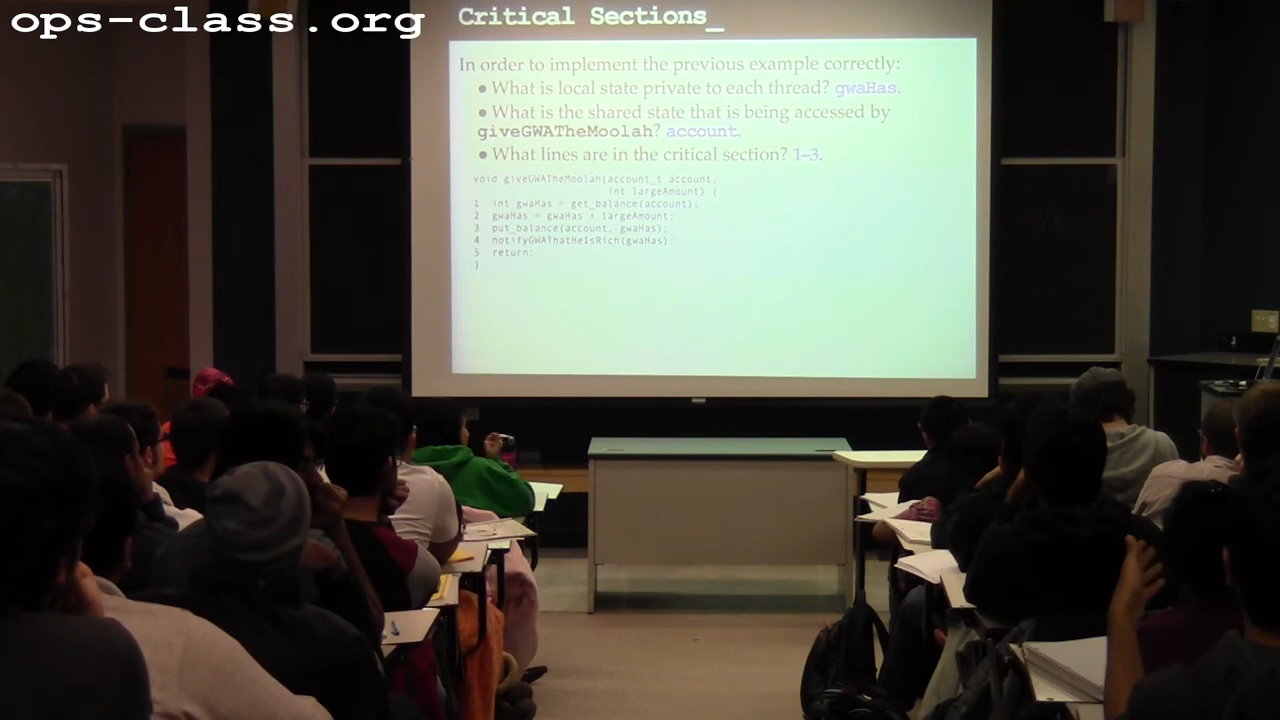 ops-class.org
Critical Sections_
In order to implement the previous example correctly:
• What is local state private to each thread? gwaHas.
• What is the shared state that is being accessed by
giveGWATheMoolah? account.
• What lines are in the critical section? 1–3.
void giveGWATheMoolah(account_t account,
int largeAmount) {
1 int gwaHas = get_balance(account);
2 gwaHas = gwaHas + largeAmount;
3 put_balance(account, gwaHas);
4 notifyGWAThatHeIsRich(gwaHas);
5 return;
}